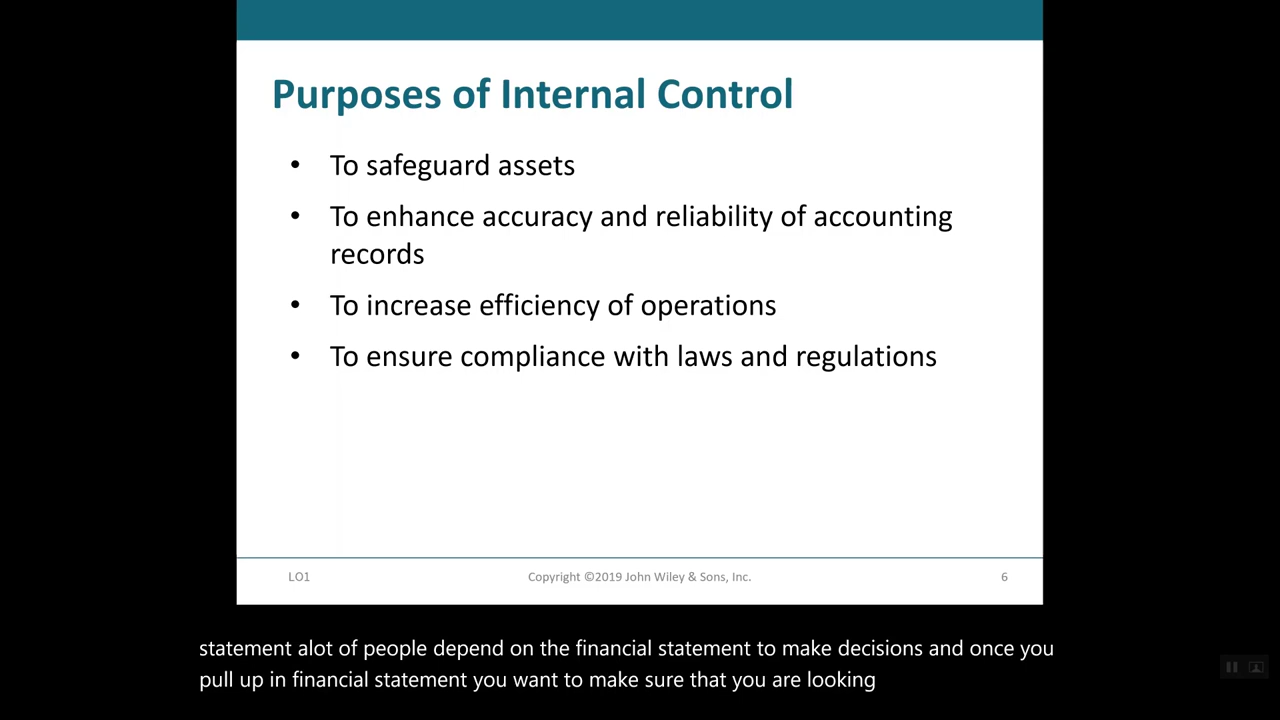 Purposes of Internal Control
• To safeguard assets
• To enhance accuracy and reliability of accounting
records
• To increase efficiency of operations
• To ensure compliance with laws and regulations
LO1
Copyright ©2019 John Wiley & Sons, Inc.
6
statement alot of people depend on the financial statement to make decisions and once you
pull up in financial statement you want to make sure that you are looking